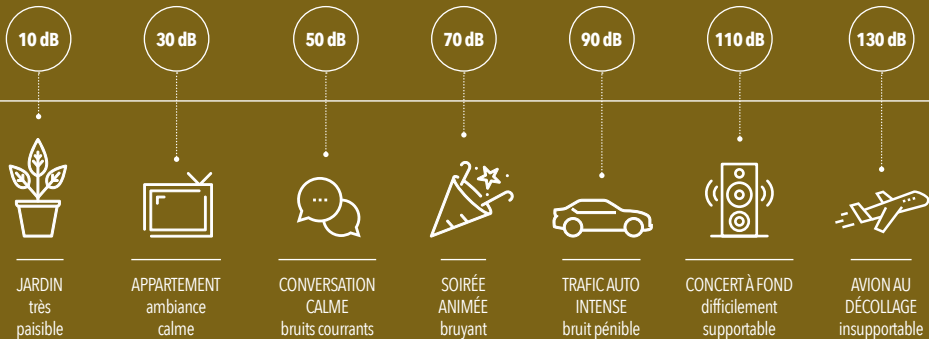 10 dB
30 dB
50 dB
70 dB
90 dB
110 dB
130 dB
JARDIN
très
paisible
APPARTEMENT
ambiance
calme
CONVERSATION
CALME
bruits courrants
SOIRÉE
ANIMÉE
bruyant
TRAFIC AUTO
INTENSE
bruit pénible
CONCERT À FOND
difficilement
supportable
AVION AU
DÉCOLLAGE
insupportable